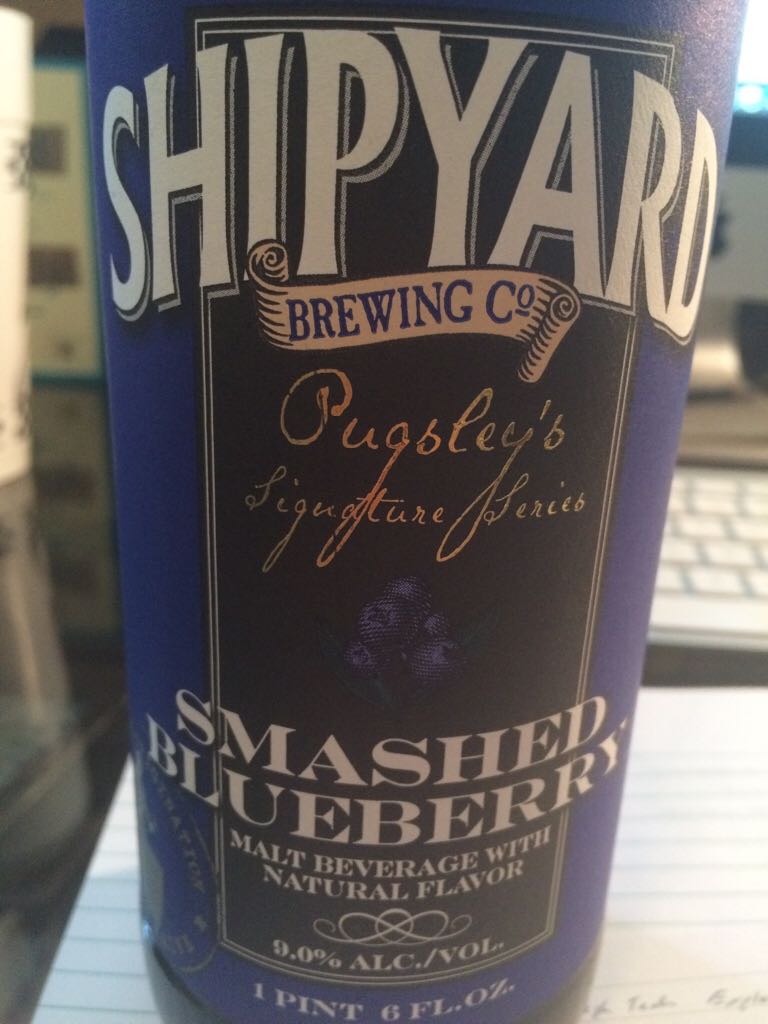 SHIPYARD
BREWING CO
Pugsley's
Signature Series
SMASHED
BLUEBERRY
MALT BEVERAGE WITH
NATURAL FLAVOR
9.0% ALC./VOL.
1 PINT 6 FL.OZ.